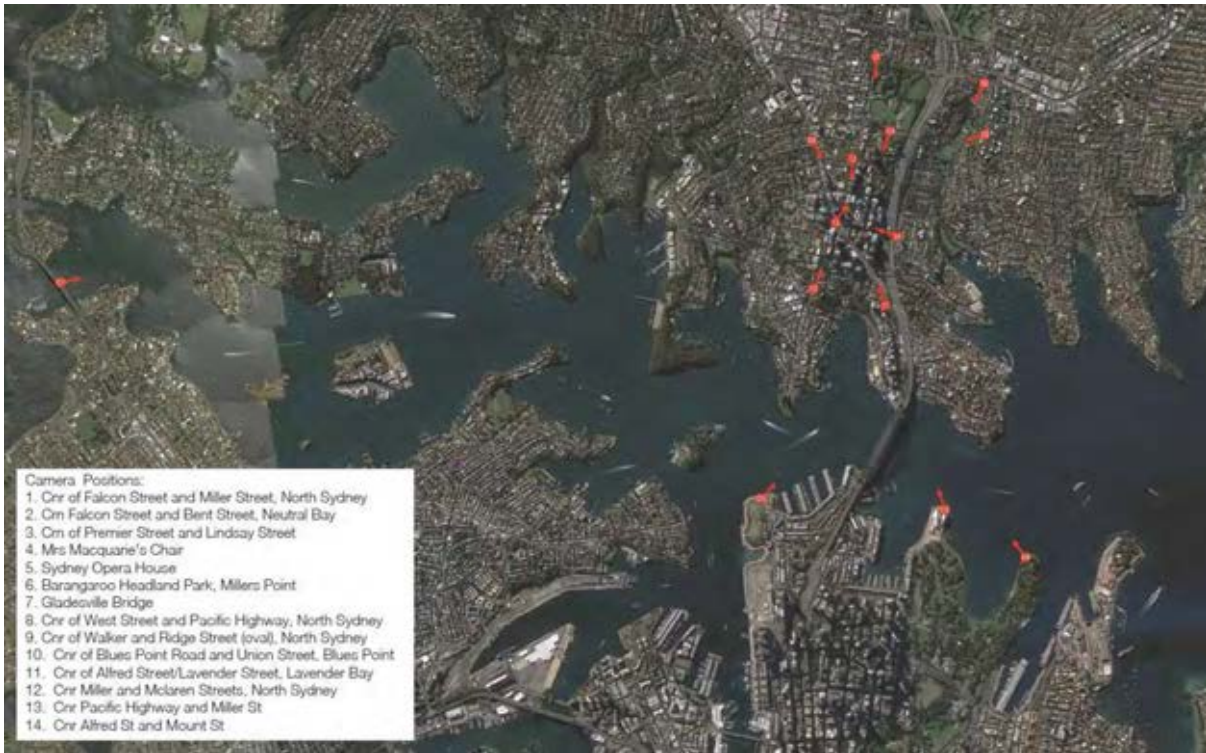 Camera Positions:
1. Cnr of Falcon Street and Miller Street, North Sydney
2. Crn Falcon Street and Bent Street, Neutral Bay
3. Crn of Premier Street and Lindsay Street
4. Mrs Macquarie's Chair
5. Sydney Opera House
6. Barangaroo Headland Park, Millers Point
7. Gladesville Bridge
8. Cnr of West Street and Pacific Highway, North Sydney
9. Cnr of Walker and Ridge Street (oval), North Sydney
10. Cnr of Blues Point Road and Union Street, Blues Point
11. Cnr of Alfred Street/Lavender Street, Lavender Bay
12. Cnr Miller and Mclaren Streets, North Sydney
13. Cnr Pacific Highway and Miller St
14. Cnr Alfred St and Mount St